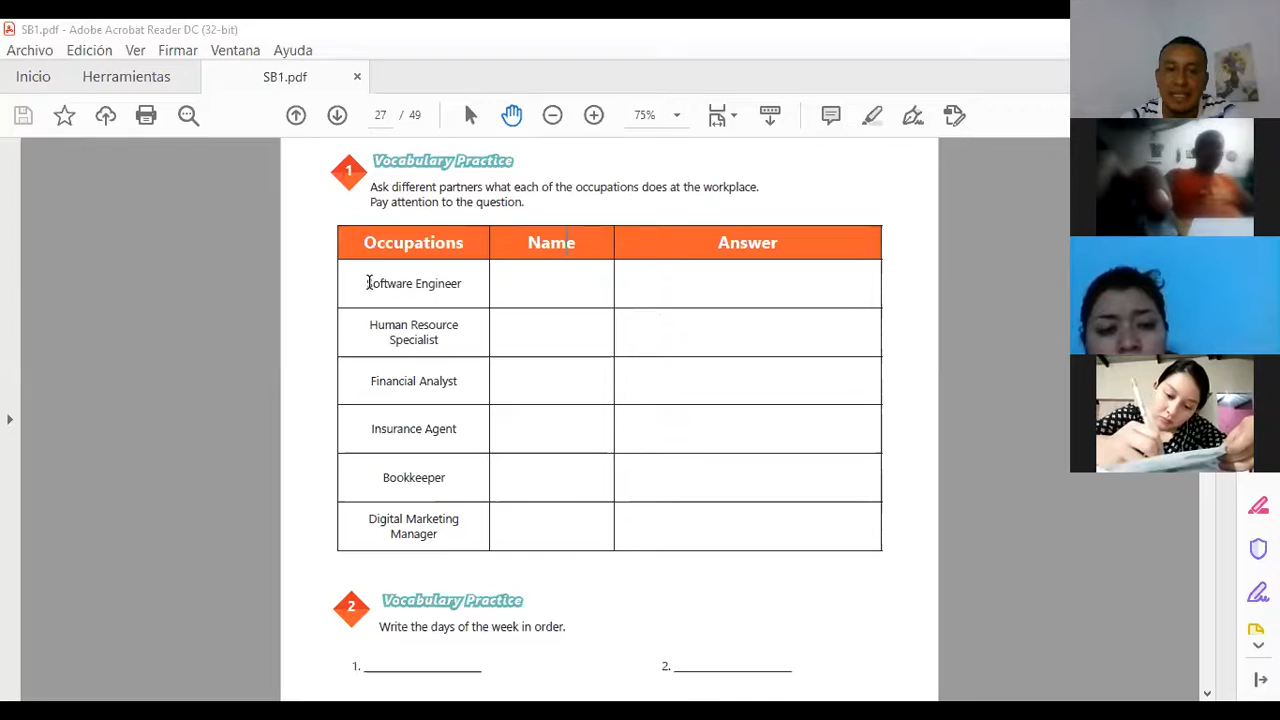 SB1.pdf - Adobe Acrobat Reader DC (32-bit)
Archivo Edición Ver Firmar Ventana Ayuda
Inicio Herramientas SB1.pdf ×
27 / 49 75%
1 Vocabulary Practice
Ask different partners what each of the occupations does at the workplace.
Pay attention to the question.
Occupations Name Answer
Software Engineer
Human Resource
Specialist
Financial Analyst
Insurance Agent
Bookkeeper
Digital Marketing
Manager
2 Vocabulary Practice
Write the days of the week in order.
1. _______________ 2. _______________